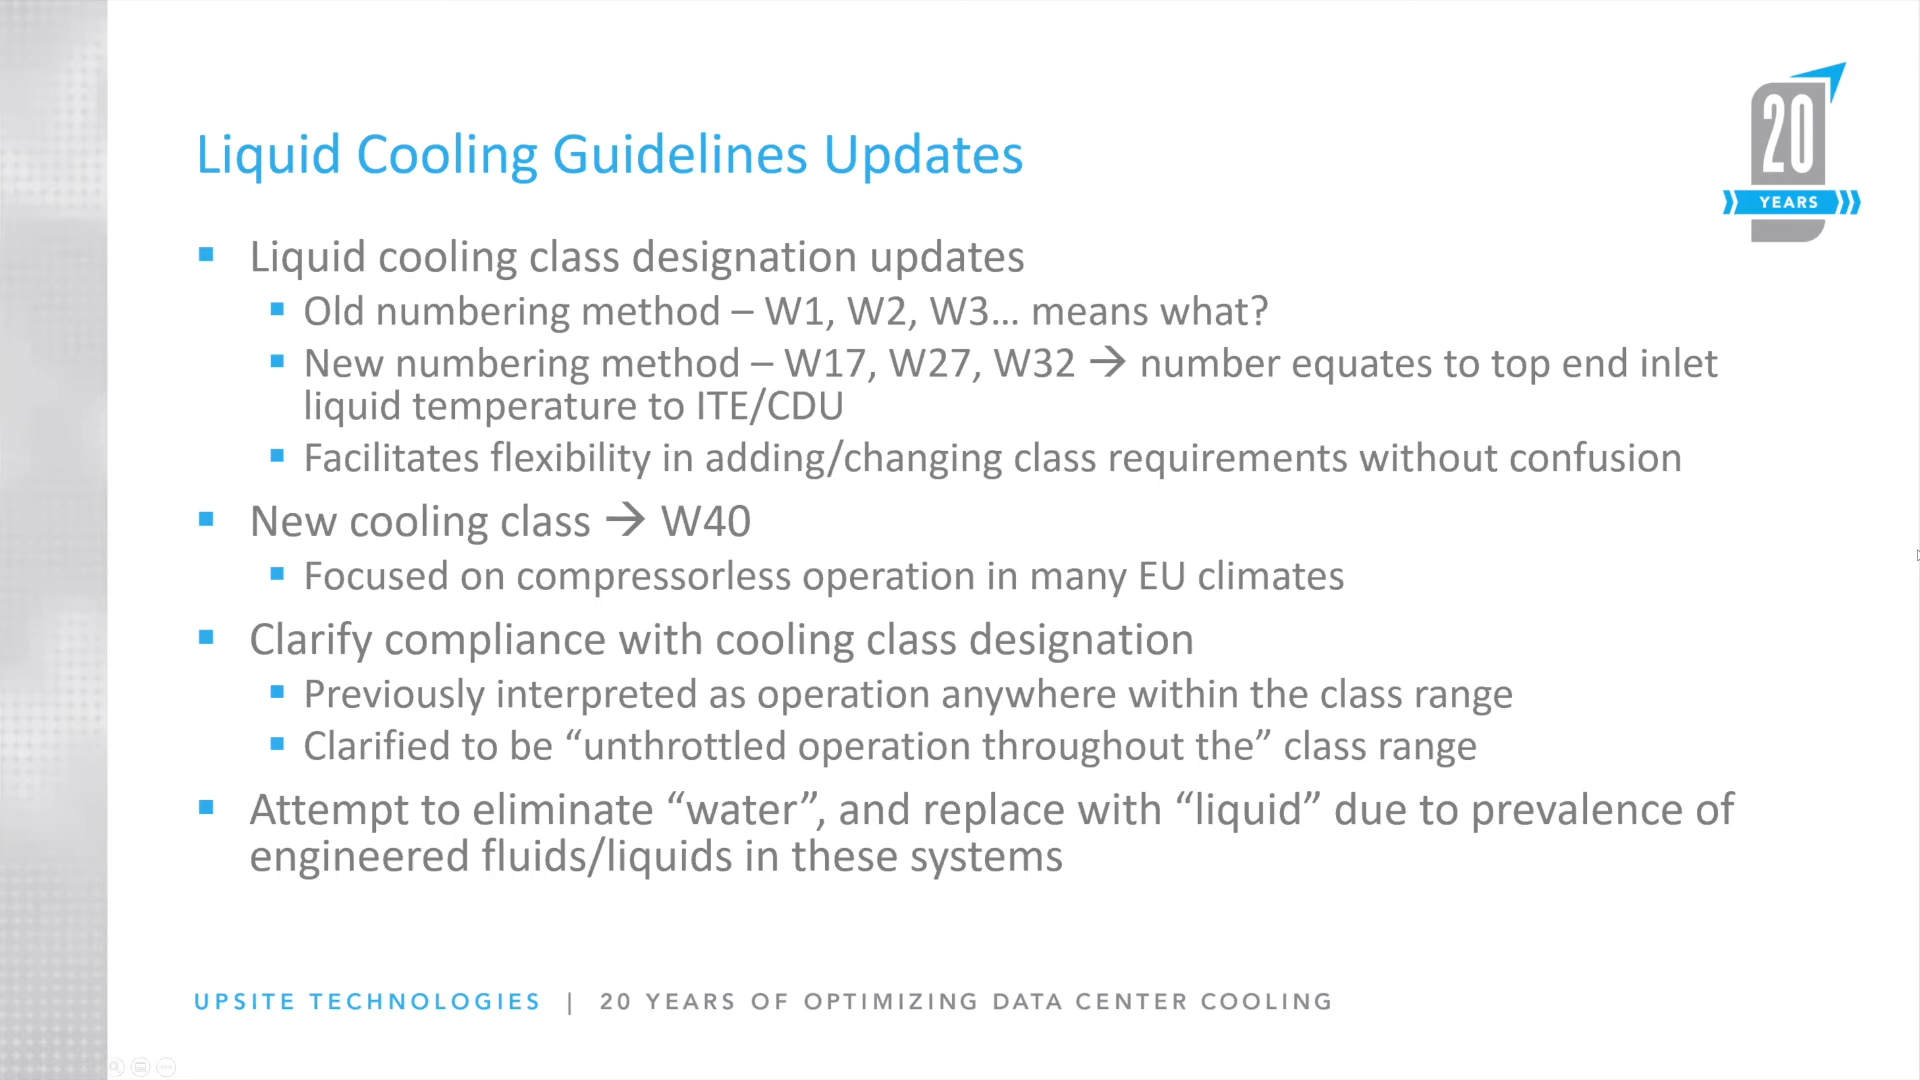 20
YEARS
Liquid Cooling Guidelines Updates
▪ Liquid cooling class designation updates
▪ Old numbering method – W1, W2, W3… means what?
▪ New numbering method – W17, W27, W32 → number equates to top end inlet
liquid temperature to ITE/CDU
▪ Facilitates flexibility in adding/changing class requirements without confusion
▪ New cooling class → W40
▪ Focused on compressorless operation in many EU climates
▪ Clarify compliance with cooling class designation
▪ Previously interpreted as operation anywhere within the class range
▪ Clarified to be “unthrottled operation throughout the” class range
▪ Attempt to eliminate “water”, and replace with “liquid” due to prevalence of
engineered fluids/liquids in these systems
UPSITE TECHNOLOGIES | 20 YEARS OF OPTIMIZING DATA CENTER COOLING